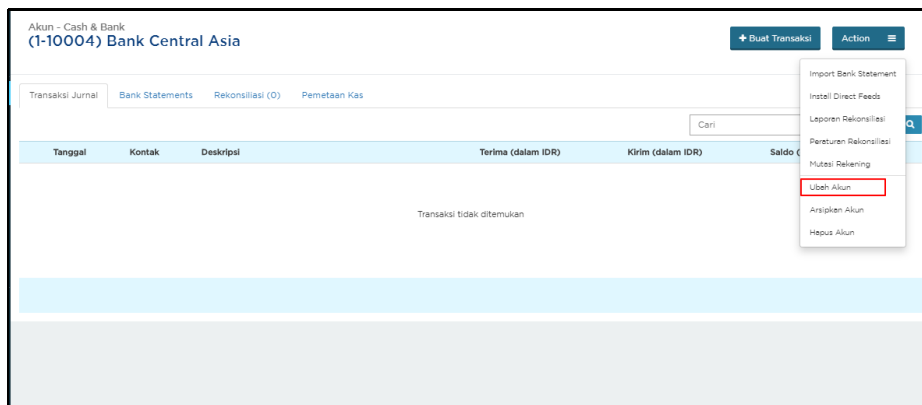 Akun - Cash & Bank
(1-10004) Bank Central Asia
+ Buat Transaksi
Action
Import Bank Statement
Install Direct Feeds
Laporan Rekonsiliasi
Peraturan Rekonsiliasi
Mutasi Rekening
Ubah Akun
Arsipkan Akun
Hapus Akun
Transaksi Jurnal Bank Statements Rekonsiliasi (0) Pemetaan Kas
Cari
Tanggal Kontak Deskripsi Terima (dalam IDR) Kirim (dalam IDR) Saldo (
Transaksi tidak ditemukan